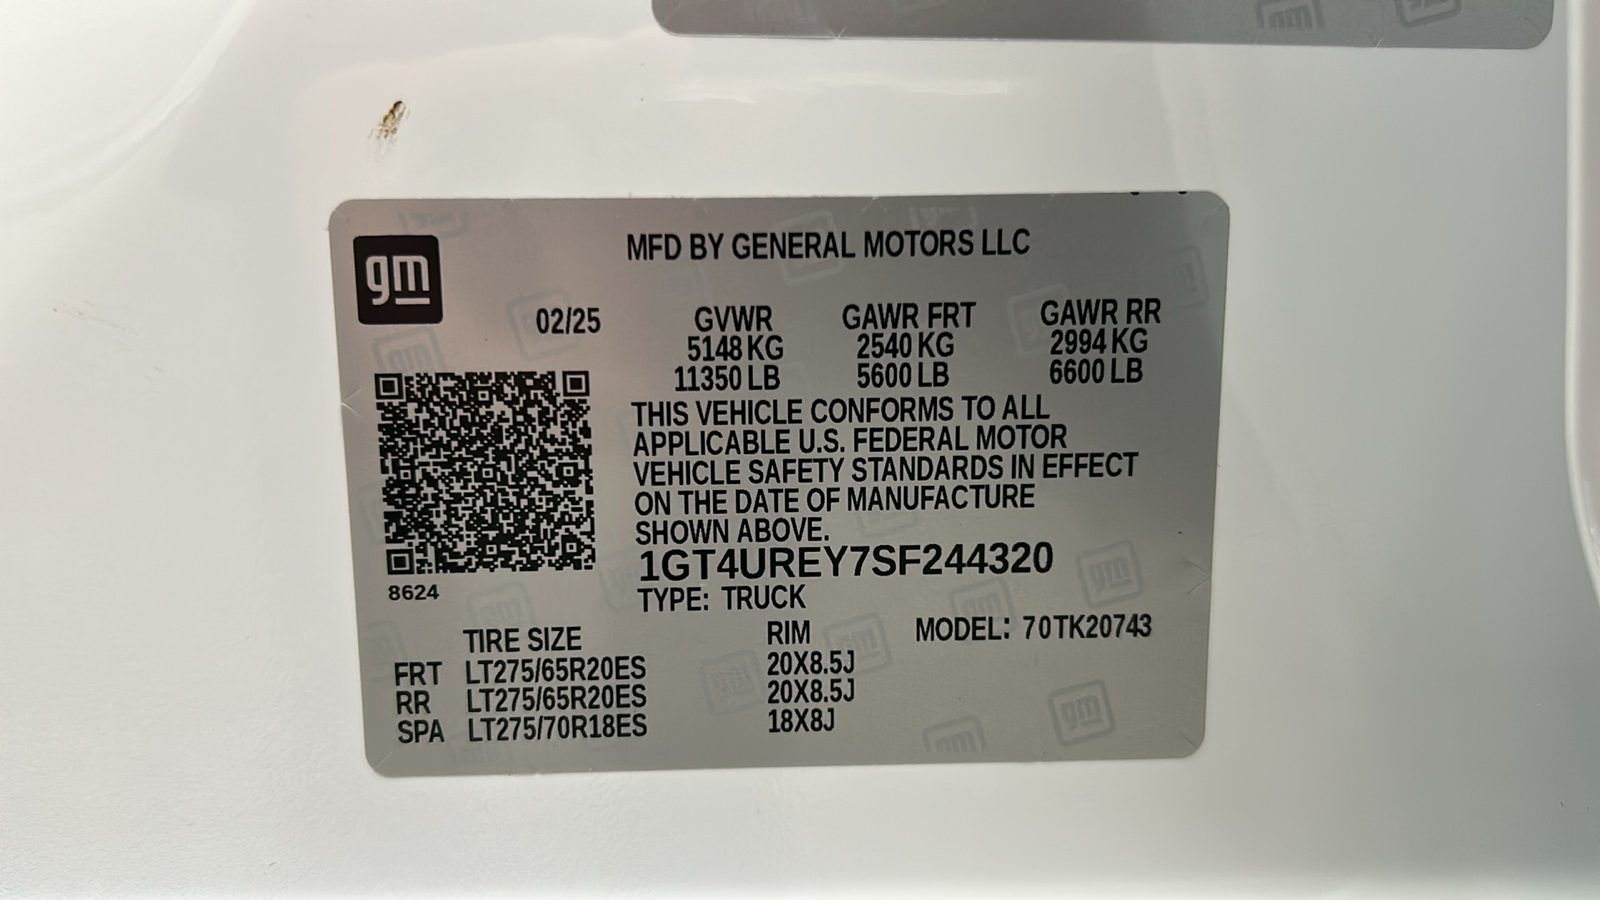 gm
MFD BY GENERAL MOTORS LLC
02/25
GVWR GAWR FRT GAWR RR
5148 KG 2540 KG 2994 KG
11350 LB 5600 LB 6600 LB
THIS VEHICLE CONFORMS TO ALL
APPLICABLE U.S. FEDERAL MOTOR
VEHICLE SAFETY STANDARDS IN EFFECT
ON THE DATE OF MANUFACTURE
SHOWN ABOVE.
1GT4UREY7SF244320
8624
TYPE: TRUCK
TIRE SIZE RIM MODEL: 70TK20743
FRT LT275/65R20ES 20X8.5J
RR LT275/65R20ES 20X8.5J
SPA LT275/70R18ES 18X8J